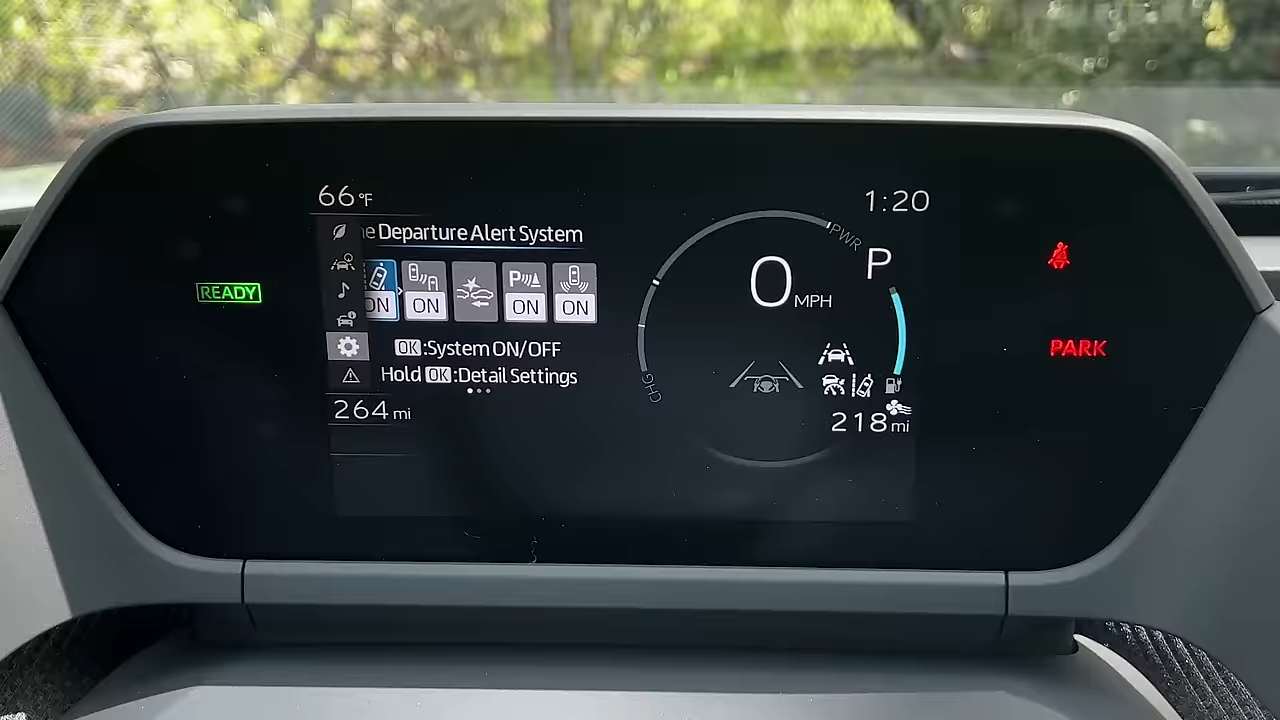 66°F
1:20
e Departure Alert System
PWR
P
0 MPH
READY
P
ON
ON
ON
ON
OK:System ON/OFF
PARK
Hold OK:Detail Settings
CHG
264 mi
218 mi